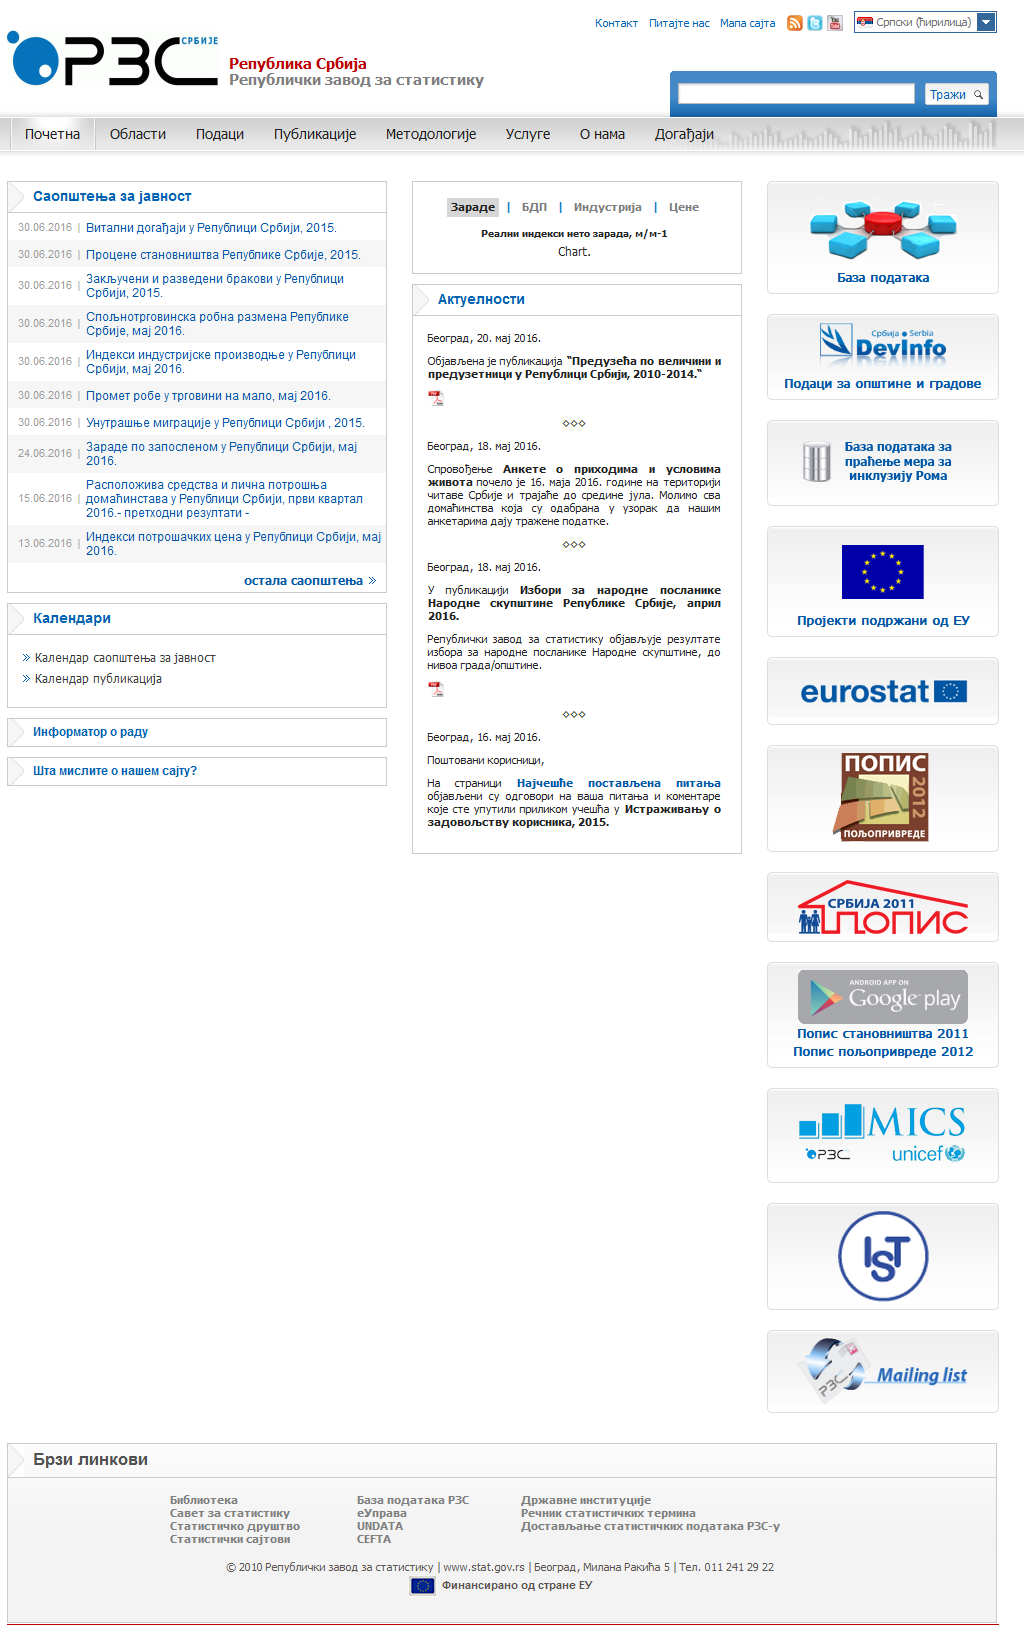 Контакт Питајте нас Мапа сајта You Tube Српски (ћирилица)
РЗС СРБИЈЕ
Република Србија
Републички завод за статистику
Тражи
Почетна Области Подаци Публикације Методологије Услуге О нама Догађаји
Саопштења за јавност
30.06.2016 | Витални догађаји у Републици Србији, 2015.
30.06.2016 | Процене становништва Републике Србије, 2015.
30.06.2016 | Закључени и разведени бракови у Републици
Србији, 2015.
30.06.2016 | Спољнотрговинска робна размена Републике
Србије, мај 2016.
30.06.2016 | Индекси индустријске производње у Републици
Србији, мај 2016.
30.06.2016 | Промет робе у трговини на мало, мај 2016.
30.06.2016 | Унутрашње миграције у Републици Србији , 2015.
24.06.2016 | Зараде по запосленом у Републици Србији, мај
2016.
15.06.2016 | Расположива средства и лична потрошња
домаћинстава у Републици Србији, први квартал
2016.- претходни резултати -
13.06.2016 | Индекси потрошачких цена у Републици Србији, мај
2016.
остала саопштења »
Календари
» Календар саопштења за јавност
» Календар публикација
Информатор о раду
Шта мислите о нашем сајту?
Зараде | БДП | Индустрија | Цене
Реални индекси нето зарада, м/м-1
Chart.
Актуелности
Београд, 20. мај 2016.
Објављена је публикација "Предузећа по величини и
предузетници у Републици Србији, 2010-2014."
Београд, 18. мај 2016.
Спровођење Анкете о приходима и условима
живота почело је 16. маја 2016. године на територији
читаве Србије и трајаће до средине јула. Молимо сва
домаћинства која су одабрана у узорак да нашим
анкетарима дају тражене податке.
Београд, 18. мај 2016.
У публикацији Избори за народне посланике
Народне скупштине Републике Србије, април
2016.
Републички завод за статистику објављује резултате
избора за народне посланике Народне скупштине, до
нивоа града/општине.
Београд, 16. мај 2016.
Поштовани корисници,
На страници Најчешће постављена питања
објављени су одговори на ваша питања и коментаре
које сте упутили приликом учешћа у Истраживању о
задовољству корисника, 2015.
База података
Србија Serbia
DevInfo
Подаци за општине и градове
База података за
праћење мера за
инклузију Рома
Пројекти подржани од ЕУ
eurostat
ПОПИС
2012
ПОЉОПРИВРЕДЕ
СРБИЈА 2011
ПОПИС
ANDROID APP ON
Google play
Попис становништва 2011
Попис пољопривреде 2012
MICS
РЗС unicef
IST
РЗС Mailing list
Брзи линкови
Библиотека База података РЗС Државне институције
Савет за статистику еУправа Речник статистичких термина
Статистичко друштво UNDATA Достављање статистичких података РЗС-у
Статистички сајтови CEFTA
© 2010 Републички завод за статистику | www.stat.gov.rs | Београд, Милана Ракића 5 | Тел. 011 241 29 22
Финансирано од стране ЕУ